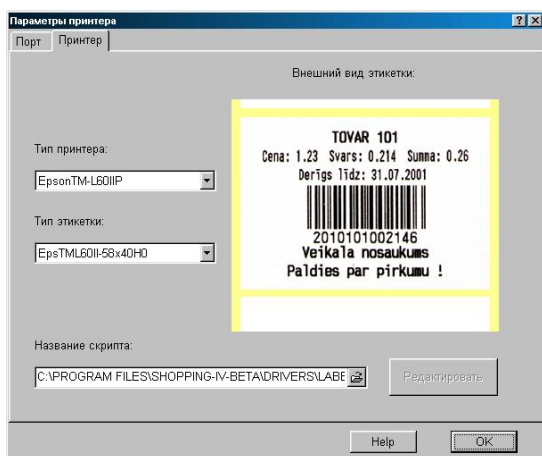 Параметры принтера
Порт Принтер
Внешний вид этикетки:
Тип принтера:
EpsonTM-L60IIP
Тип этикетки:
EpsTML60II-58x40H0
TOVAR 101
Cena: 1.23 Svars: 0.214 Summa: 0.26
Derīgs līdz: 31.07.2001
2010101002146
Veikala nosaukums
Paldies par pirkumu !
Название скрипта:
C:\PROGRAM FILES\SHOPPING-IV-BETA\DRIVERS\LABE
Редактировать
Help OK